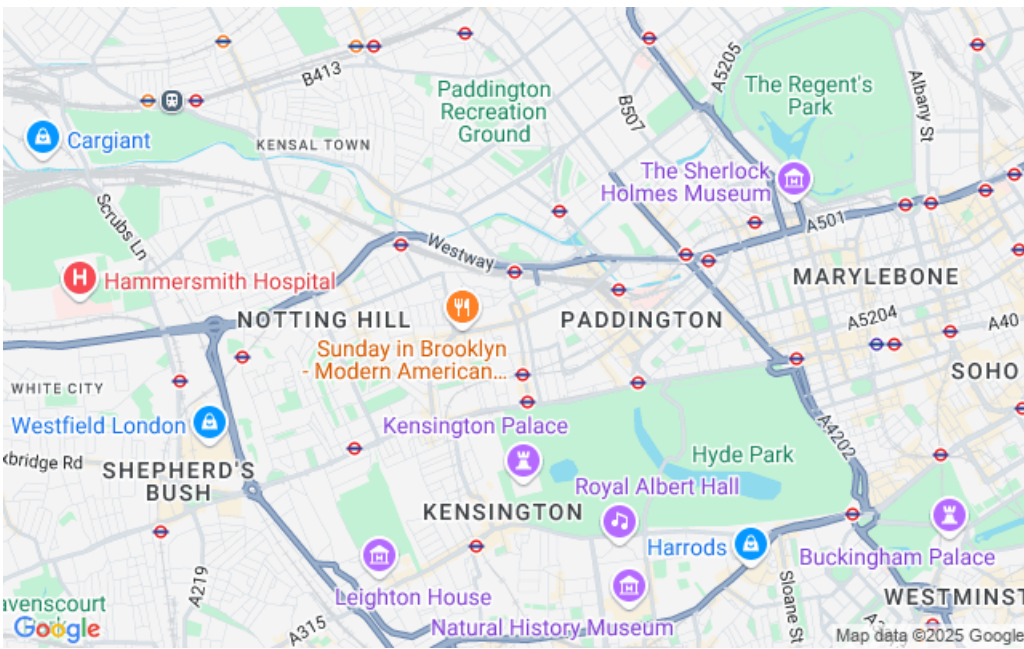 B413
A5205
Albany St
The Regent's
Park
Paddington
Recreation
Ground
B507
Cargiant
KENSAL TOWN
The Sherlock
Holmes Museum
Scrubs Ln
A501
Westway
Hammersmith Hospital
MARYLEBONE
NOTTING HILL
PADDINGTON
A5204
A40
Sunday in Brooklyn
- Modern American...
SOHO
WHITE CITY
Westfield London
Kensington Palace
A4202
Hyde Park
kbridge Rd
SHEPHERD'S
BUSH
Royal Albert Hall
KENSINGTON
Harrods
Buckingham Palace
A219
Leighton House
Sloane St
WESTMINST
avenscourt
Google
A315
Natural History Museum
Map data ©2025 Google